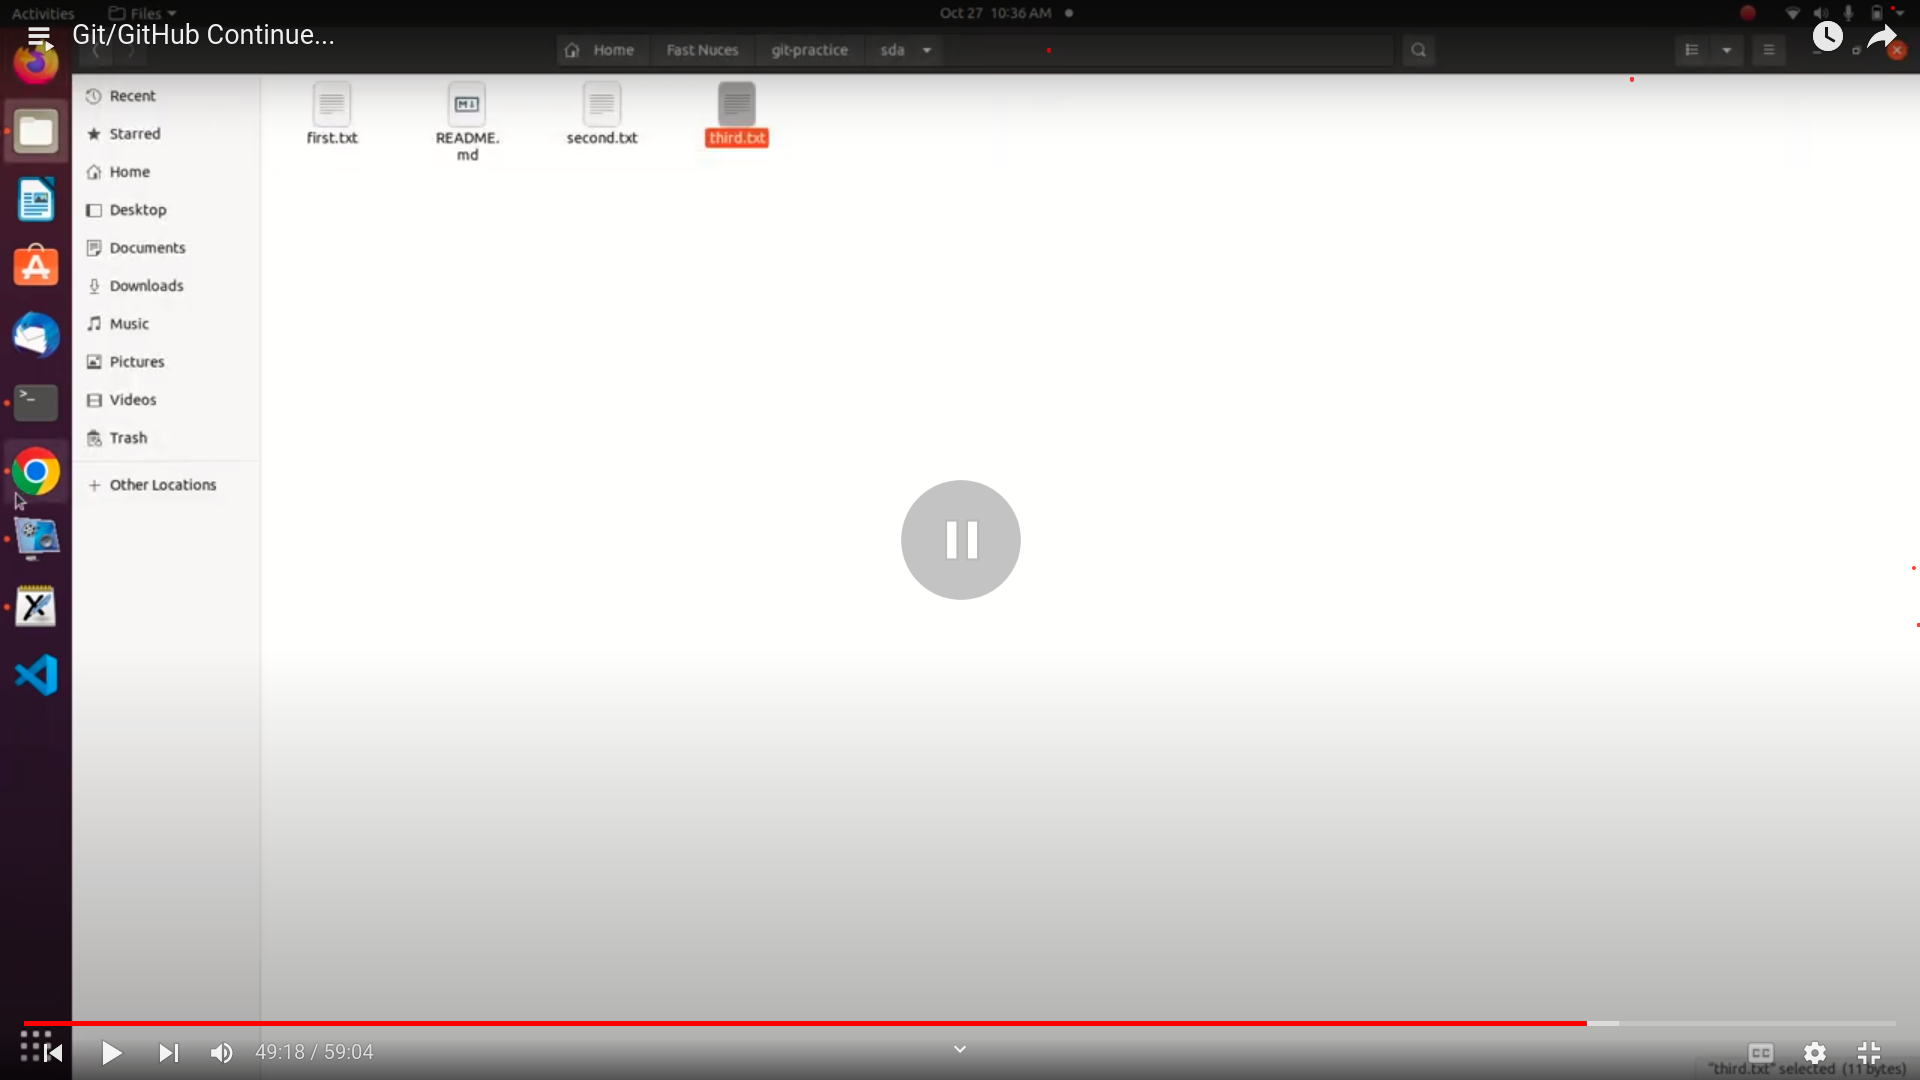 Activities Files Oct 27 10:36 AM
Git/GitHub Continue...
Home Fast Nuces git-practice sda
Recent
Starred
Home
Desktop
Documents
Downloads
Music
Pictures
Videos
Trash
Other Locations
first.txt README.md second.txt third.txt
49:18 / 59:04
CC
"third.txt" selected (11 bytes)